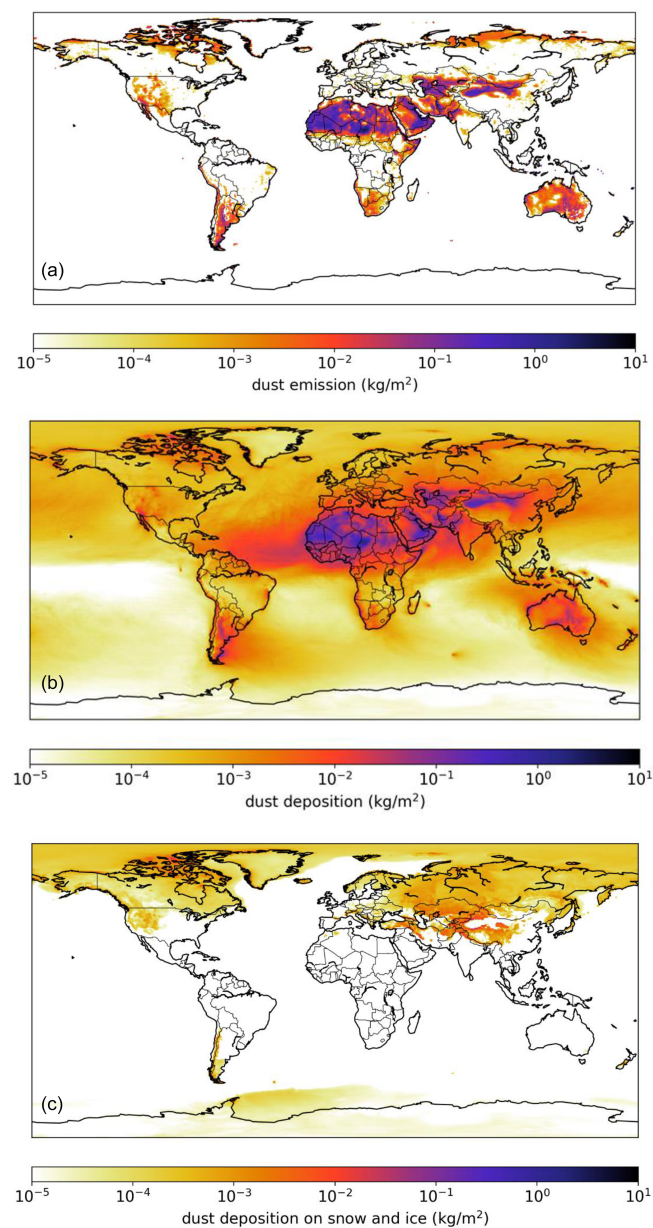 (a)
10⁻⁵ 10⁻⁴ 10⁻³ 10⁻² 10⁻¹ 10⁰ 10¹
dust emission (kg/m²)
(b)
10⁻⁵ 10⁻⁴ 10⁻³ 10⁻² 10⁻¹ 10⁰ 10¹
dust deposition (kg/m²)
(c)
10⁻⁵ 10⁻⁴ 10⁻³ 10⁻² 10⁻¹ 10⁰ 10¹
dust deposition on snow and ice (kg/m²)